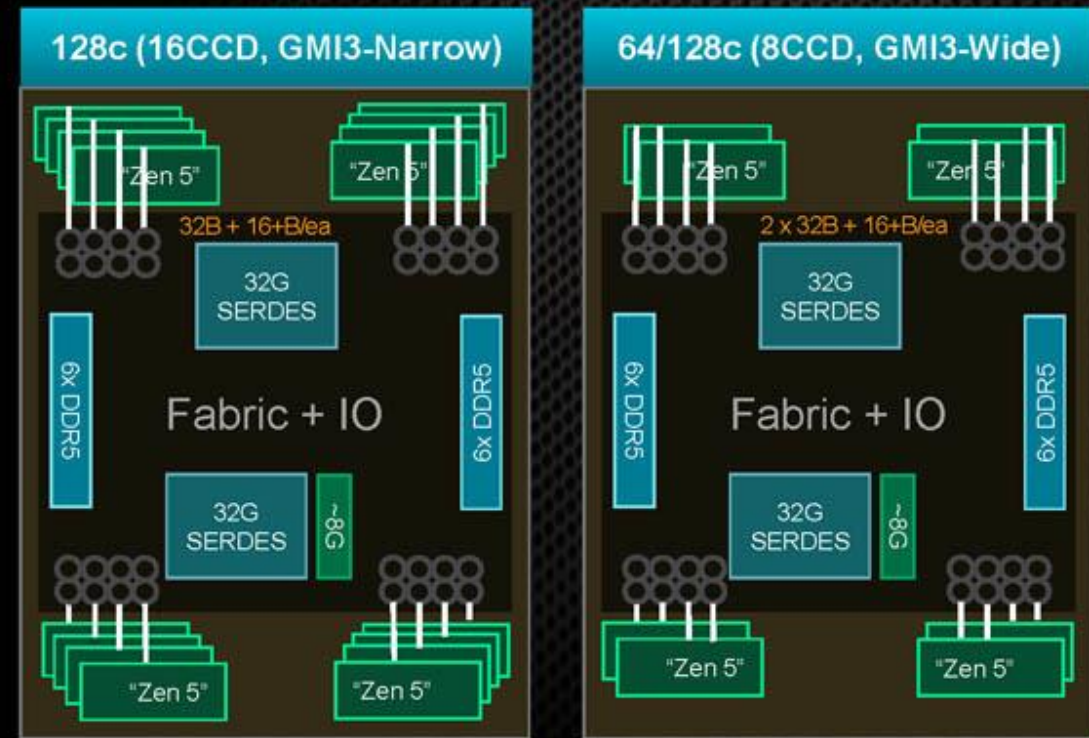 128c (16CCD, GMI3-Narrow)
"Zen 5"
"Zen 5"
32B + 16+B/ea
32G
SERDES
6x DDR5
6x DDR5
Fabric + IO
32G
SERDES
~8G
"Zen 5"
"Zen 5"
64/128c (8CCD, GMI3-Wide)
"Zen 5"
"Zen 5"
2 x 32B + 16+B/ea
32G
SERDES
6x DDR5
6x DDR5
Fabric + IO
32G
SERDES
~8G
"Zen 5"
"Zen 5"